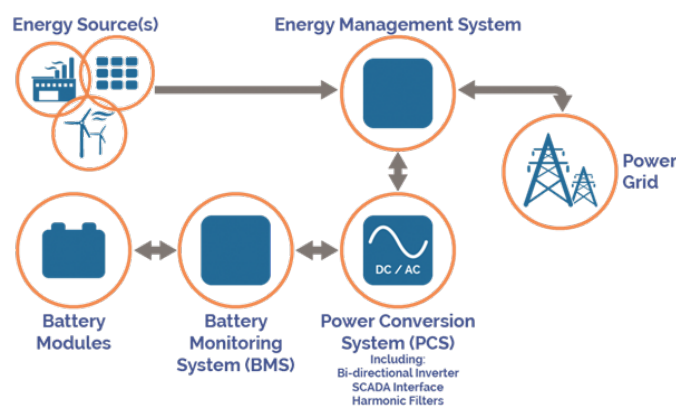 Energy Source(s)
Energy Management System
Power
Grid
DC / AC
Battery
Modules
Battery
Monitoring
System (BMS)
Power Conversion
System (PCS)
Including:
Bi-directional Inverter
SCADA Interface
Harmonic Filters